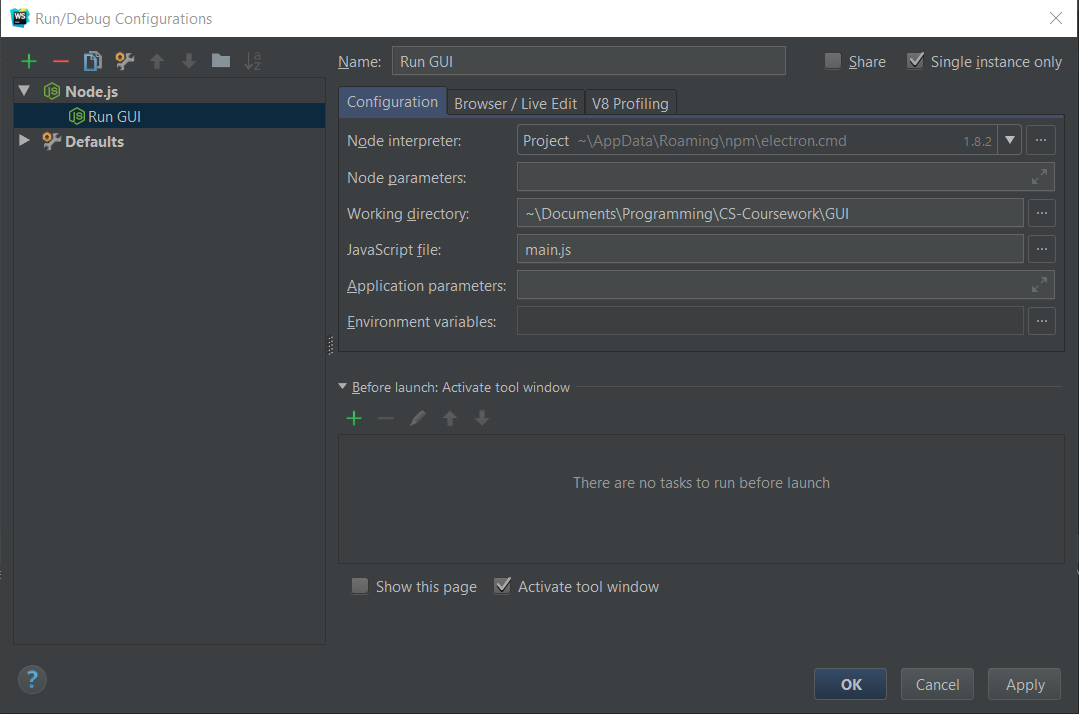 WS Run/Debug Configurations
Name: Run GUI Share Single instance only
Node.js
Run GUI
Defaults
Configuration Browser / Live Edit V8 Profiling
Node interpreter: Project ~\AppData\Roaming\npm\electron.cmd 1.8.2 ...
Node parameters:
Working directory: ~\Documents\Programming\CS-Coursework\GUI ...
JavaScript file: main.js ...
Application parameters:
Environment variables: ...
Before launch: Activate tool window
There are no tasks to run before launch
Show this page Activate tool window
? OK Cancel Apply